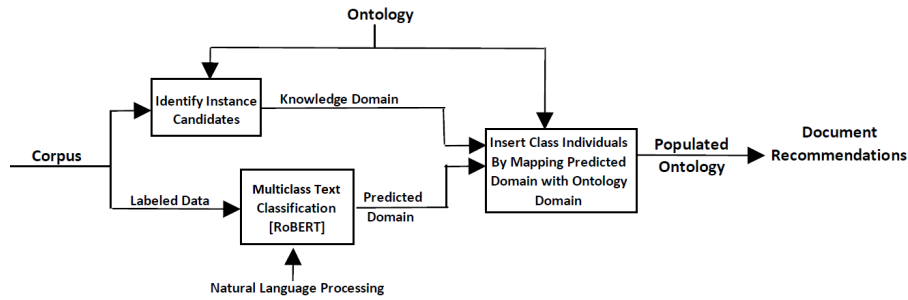 Ontology
Identify Instance
Candidates
Knowledge Domain
Corpus
Labeled Data
Multiclass Text
Classification
[RoBERT]
Predicted
Domain
Natural Language Processing
Insert Class Individuals
By Mapping Predicted
Domain with Ontology
Domain
Populated
Ontology
Document
Recommendations